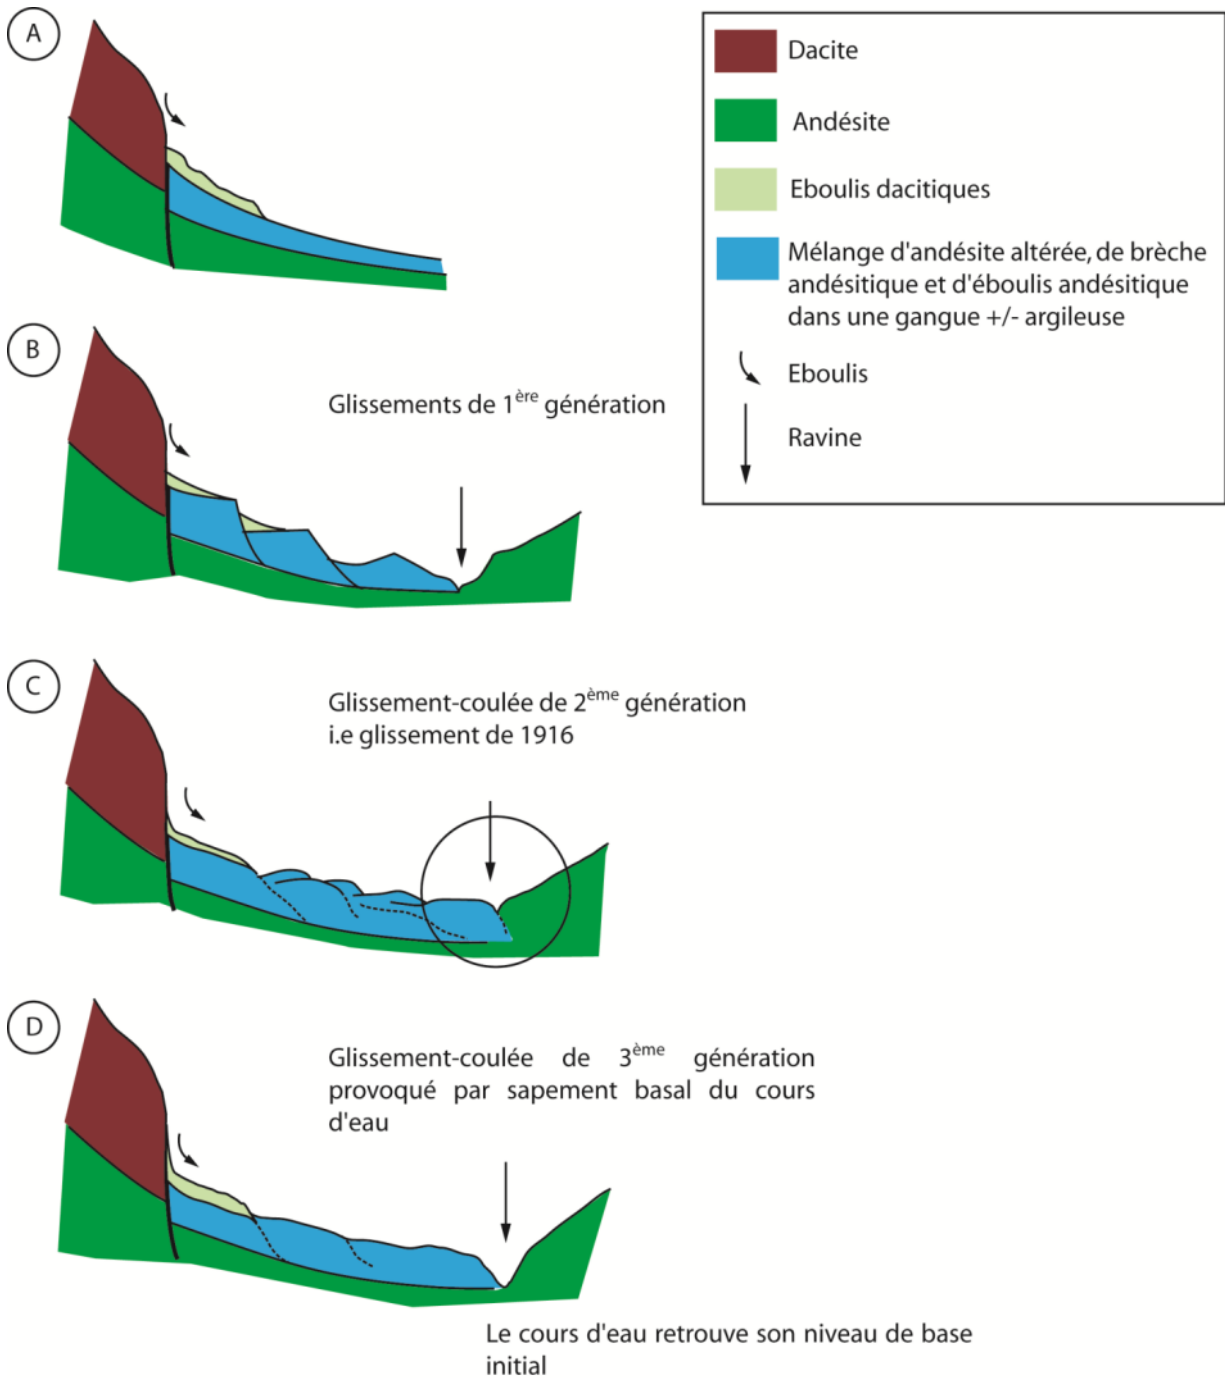 A
Dacite
Andésite
Eboulis dacitiques
Mélange d'andésite altérée, de brèche
andésitique et d'éboulis andésitique
dans une gangue +/- argileuse
Eboulis
Ravine
B
Glissements de 1ère génération
C
Glissement-coulée de 2ème génération
i.e glissement de 1916
D
Glissement-coulée de 3ème génération
provoqué par sapement basal du cours
d'eau
Le cours d'eau retrouve son niveau de base
initial